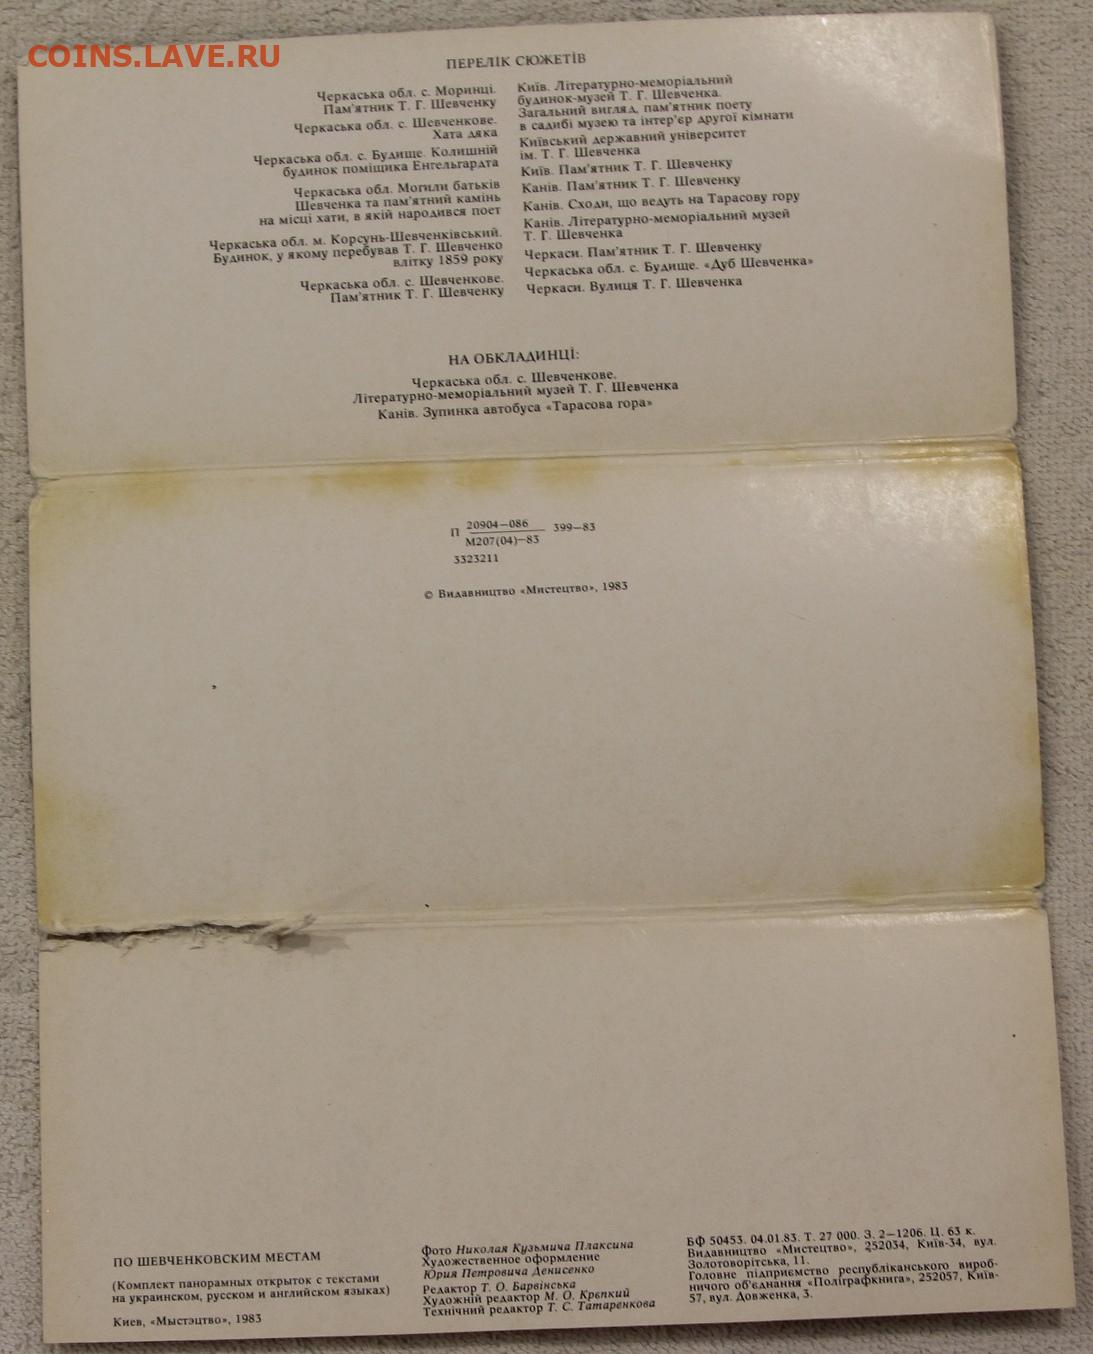 COINS.LAVE.RU
ПЕРЕЛІК СЮЖЕТІВ
Черкаська обл. с. Моринці.
Пам'ятник Т. Г. Шевченку
Черкаська обл. с. Шевченкове.
Хата дяка
Черкаська обл. с. Будище. Колишній
будинок поміщика Енгельгардта
Черкаська обл. Могили батьків
Шевченка та пам'ятний камінь
на місці хати, в якій народився поет
Черкаська обл. м. Корсунь-Шевченківський.
Будинок, у якому перебував Т. Г. Шевченко
влітку 1859 року
Черкаська обл. с. Шевченкове.
Пам'ятник Т. Г. Шевченку
Київ. Літературно-меморіальний
будинок-музей Т. Г. Шевченка.
Загальний вигляд, пам'ятник поету
в садибі музею та інтер'єр другої кімнати
Київський державний університет
ім. Т. Г. Шевченка
Київ. Пам'ятник Т. Г. Шевченку
Канів. Пам'ятник Т. Г. Шевченку
Канів. Сходи, що ведуть на Тарасову гору
Канів. Літературно-меморіальний музей
Т. Г. Шевченка
Черкаси. Пам'ятник Т. Г. Шевченку
Черкаська обл. с. Будище. «Дуб Шевченка»
Черкаси. Вулиця Т. Г. Шевченка
НА ОБКЛАДИНЦІ:
Черкаська обл. с. Шевченкове.
Літературно-меморіальний музей Т. Г. Шевченка
Канів. Зупинка автобуса «Тарасова гора»
П 20904—086 399—83
М207(04)—83
3323211
© Видавництво «Мистецтво», 1983
ПО ШЕВЧЕНКОВСКИМ МЕСТАМ
(Комплект панорамных открыток с текстами
на украинском, русском и английском языках)
Киев, «Мыстэцтво», 1983
Фото Николая Кузьмича Плаксина
Художественное оформление
Юрия Петровича Денисенко
Редактор Т. О. Барвінська
Художній редактор М. О. Крєпкий
Технічний редактор Т. С. Татаренкова
БФ 50453. 04.01.83. Т. 27 000. З. 2—1206. Ц. 63 к.
Видавництво «Мистецтво», 252034, Київ-34, вул.
Золотоворітська, 11.
Головне підприємство республіканського вироб-
ничого об'єднання «Поліграфкнига», 252057, Київ-
57, вул. Довженка, 3.